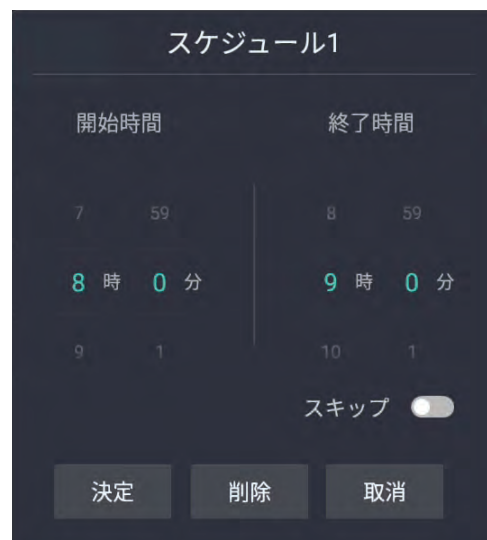 スケジュール1
開始時間 終了時間
7 59 8 59
8 時 0 分 9 時 0 分
9 1 10 1
スキップ
決定 削除 取消